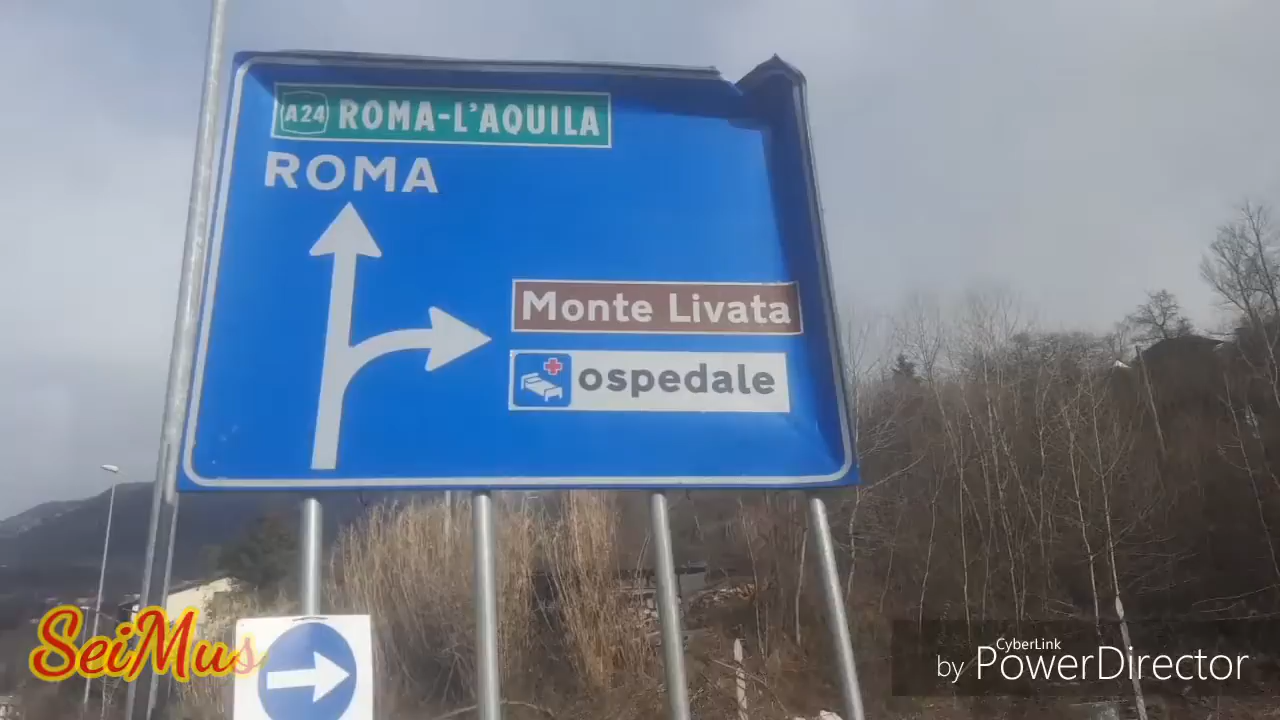 A24 ROMA-L'AQUILA
ROMA
Monte Livata
ospedale
SeiMus
CyberLink
by PowerDirector